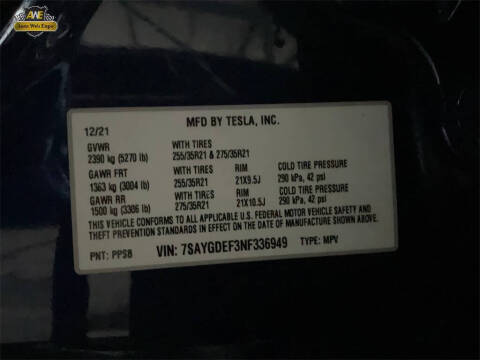 AWE
Auto Web Expo
MFD BY TESLA, INC.
12/21
GVWR WITH TIRES
2390 kg (5270 lb) 255/35R21 & 275/35R21
GAWR FRT WITH TIRES RIM COLD TIRE PRESSURE
1363 kg (3004 lb) 255/35R21 21X9.5J 290 kPa, 42 psi
GAWR RR WITH TIRES RIM COLD TIRE PRESSURE
1500 kg (3306 lb) 275/35R21 21X10.5J 290 kPa, 42 psi
THIS VEHICLE CONFORMS TO ALL APPLICABLE U.S. FEDERAL MOTOR VEHICLE SAFETY AND
THEFT PREVENTION STANDARDS IN EFFECT ON THE DATE OF MANUFACTURE SHOWN ABOVE.
PNT: PPSB VIN: 7SAYGDEF3NF336949 TYPE: MPV